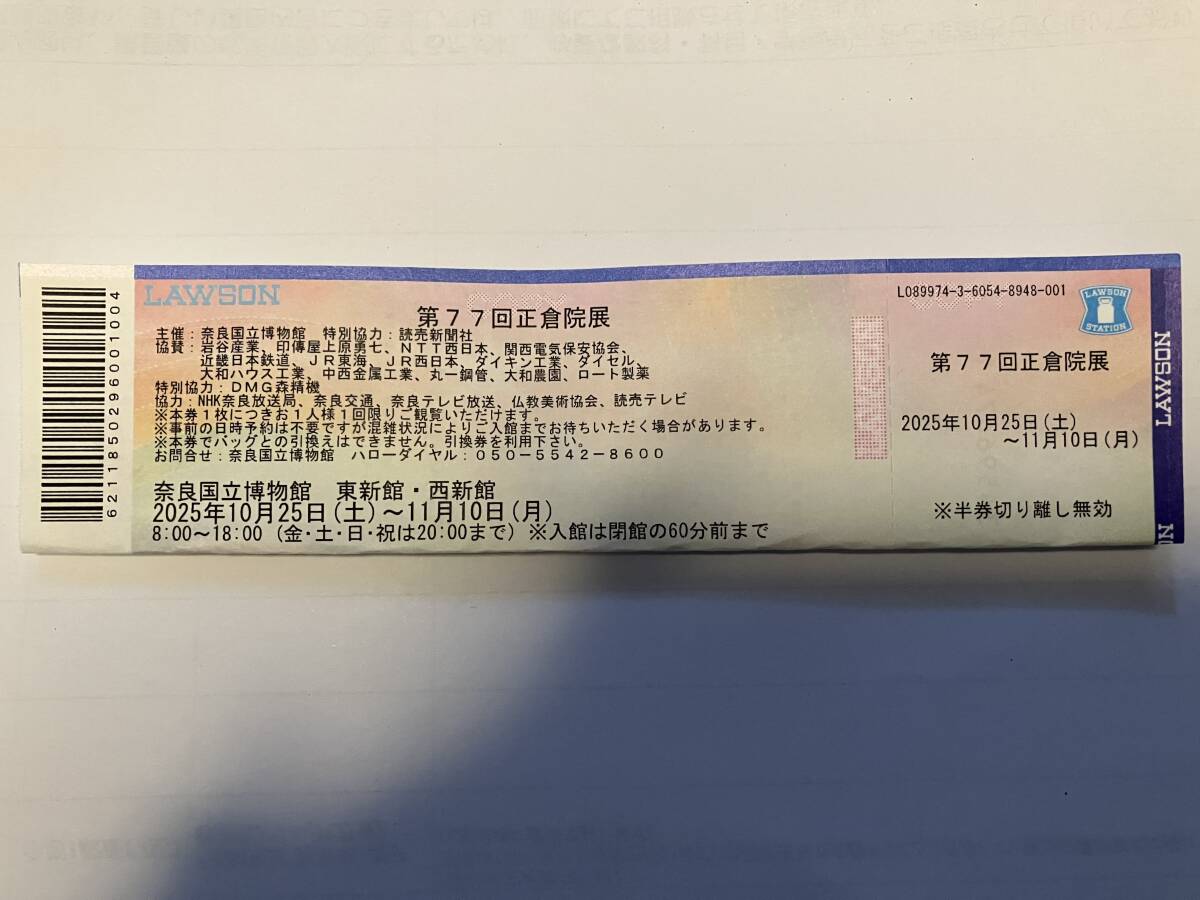 6211850296001004
LAWSON
第77回正倉院展
主催：奈良国立博物館　特別協力：読売新聞社
協賛：岩谷産業、印傳屋上原勇七、NTT西日本、関西電気保安協会、
近畿日本鉄道、JR東海、JR西日本、ダイキン工業、ダイセル、
大和ハウス工業、中西金属工業、丸一鋼管、大和農園、ロート製薬
特別協力：DMG森精機
協力：NHK奈良放送局、奈良交通、奈良テレビ放送、仏教美術協会、読売テレビ
※本券1枚につきお1人様1回限りご観覧いただけます。
※事前の日時予約は不要ですが混雑状況によりご入館までお待ちいただく場合があります。
※本券でバッグとの引換えはできません。引換券を利用下さい。
お問合せ：奈良国立博物館　ハローダイヤル：050-5542-8600
奈良国立博物館　東新館・西新館
2025年10月25日(土)～11月10日(月)
8:00～18:00 (金・土・日・祝は20:00まで) ※入館は閉館の60分前まで
L089974-3-6054-8948-001
LAWSON
STATION
第77回正倉院展
2025年10月25日(土)
～11月10日(月)
※半券切り離し無効
LAWSON